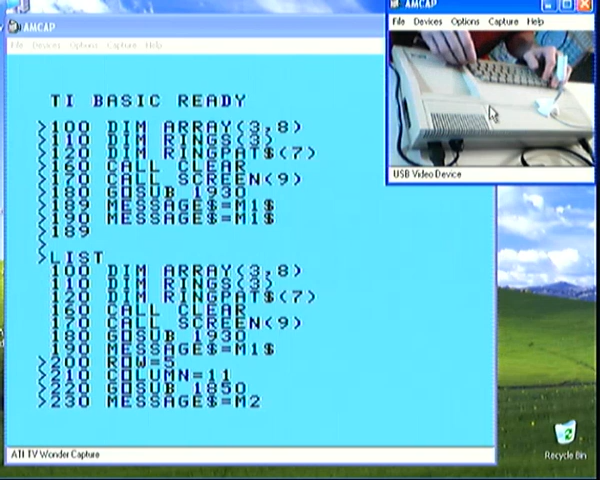 AMCAP
File Devices Options Capture Help
TI BASIC READY
>100 DIM ARRAY(3,8)
>110 DIM RINGS(3)
>120 DIM RINGPAT$(7)
>160 CALL CLEAR
>170 CALL SCREEN(9)
>180 GOSUB 1930
>189 MESSAGE$=M1$
>190 MESSAGE$=M1$
>189
>
>LIST
100 DIM ARRAY(3,8)
110 DIM RINGS(3)
120 DIM RINGPAT$(7)
160 CALL CLEAR
170 CALL SCREEN(9)
180 GOSUB 1930
190 MESSAGE$=M1$
>200 ROW=5
>210 COLUMN=11
>220 GOSUB 1850
>230 MESSAGE$=M2
ATI TV Wonder Capture
AMCAP
File Devices Options Capture Help
USB Video Device
Recycle Bin